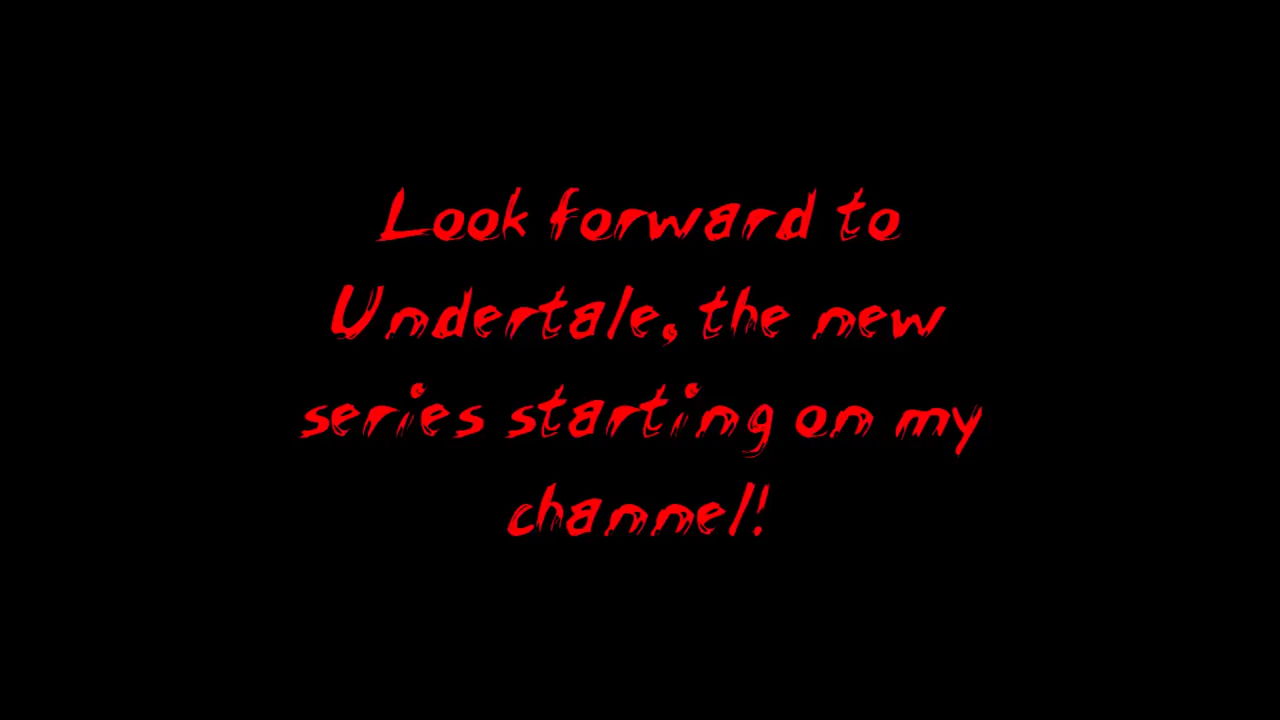 Look forward to
Undertale, the new
series starting on my
channel!